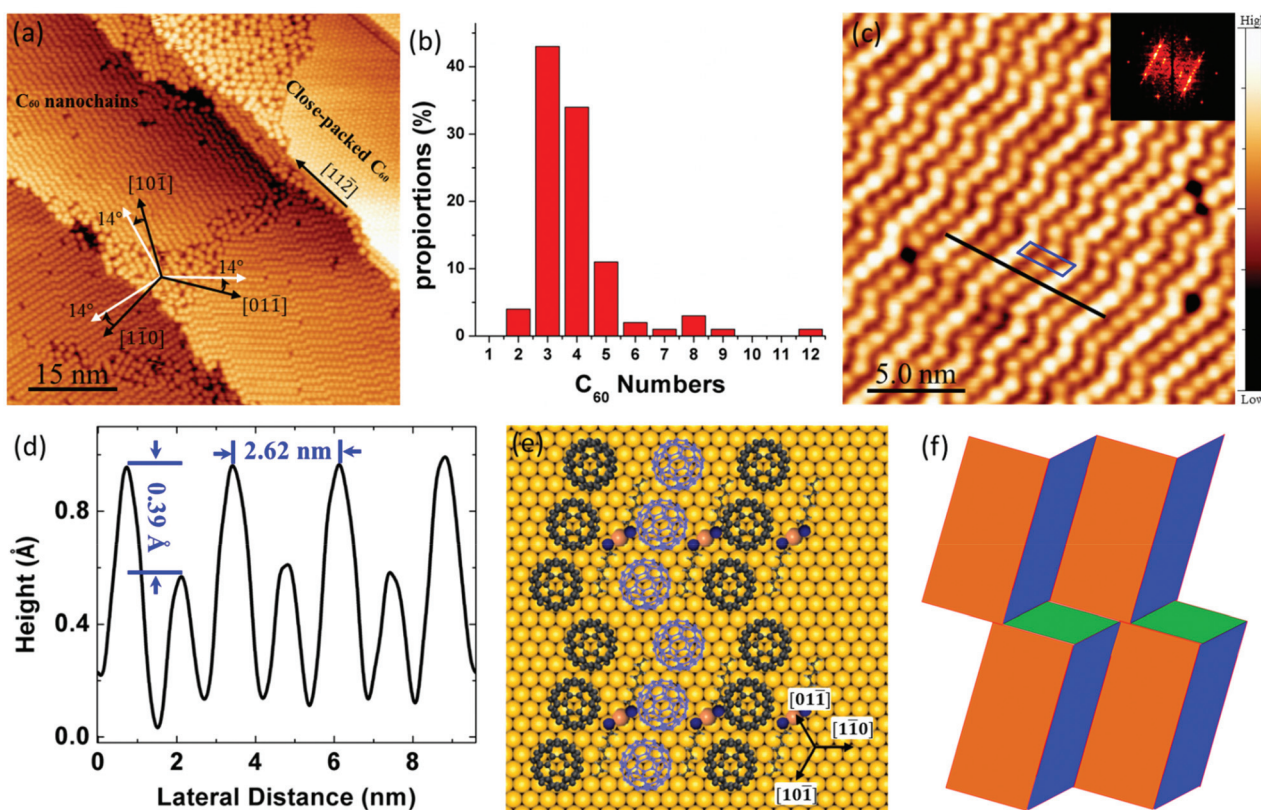 (a)
C₆₀ nanochains
Close-packed C₆₀
[112̄]
[101̄]
14°
14°
[011̄]
14°
[11̄0]
15 nm
(b)
propiortions (%)
40
30
20
10
0
1 2 3 4 5 6 7 8 9 10 11 12
C₆₀ Numbers
(c)
High
Low
5.0 nm
(d)
2.62 nm
0.39 Å
Height (Å)
0.8
0.4
0.0
0 2 4 6 8
Lateral Distance (nm)
(e)
[011̄]
[11̄0]
[101̄]
(f)